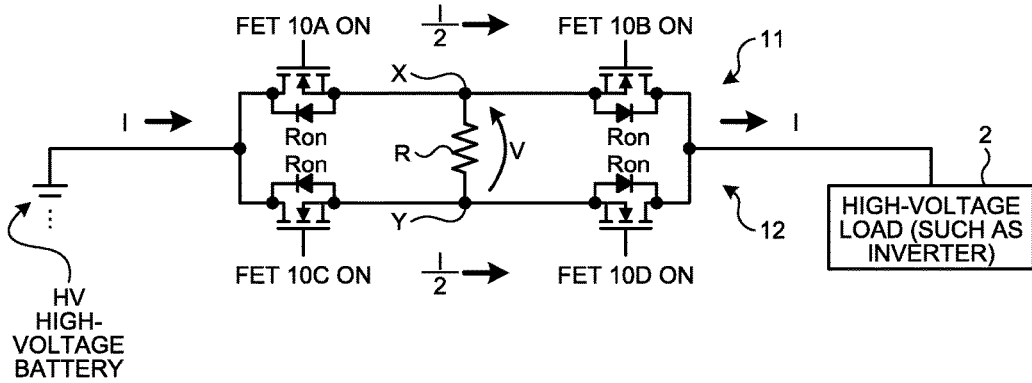 FET 10A ON
I
2
FET 10B ON
X
11
I
Ron
Ron
I
Ron
R
V
Ron
2
Y
12
HIGH-VOLTAGE
LOAD (SUCH AS
INVERTER)
FET 10C ON
I
2
FET 10D ON
HV
HIGH-
VOLTAGE
BATTERY